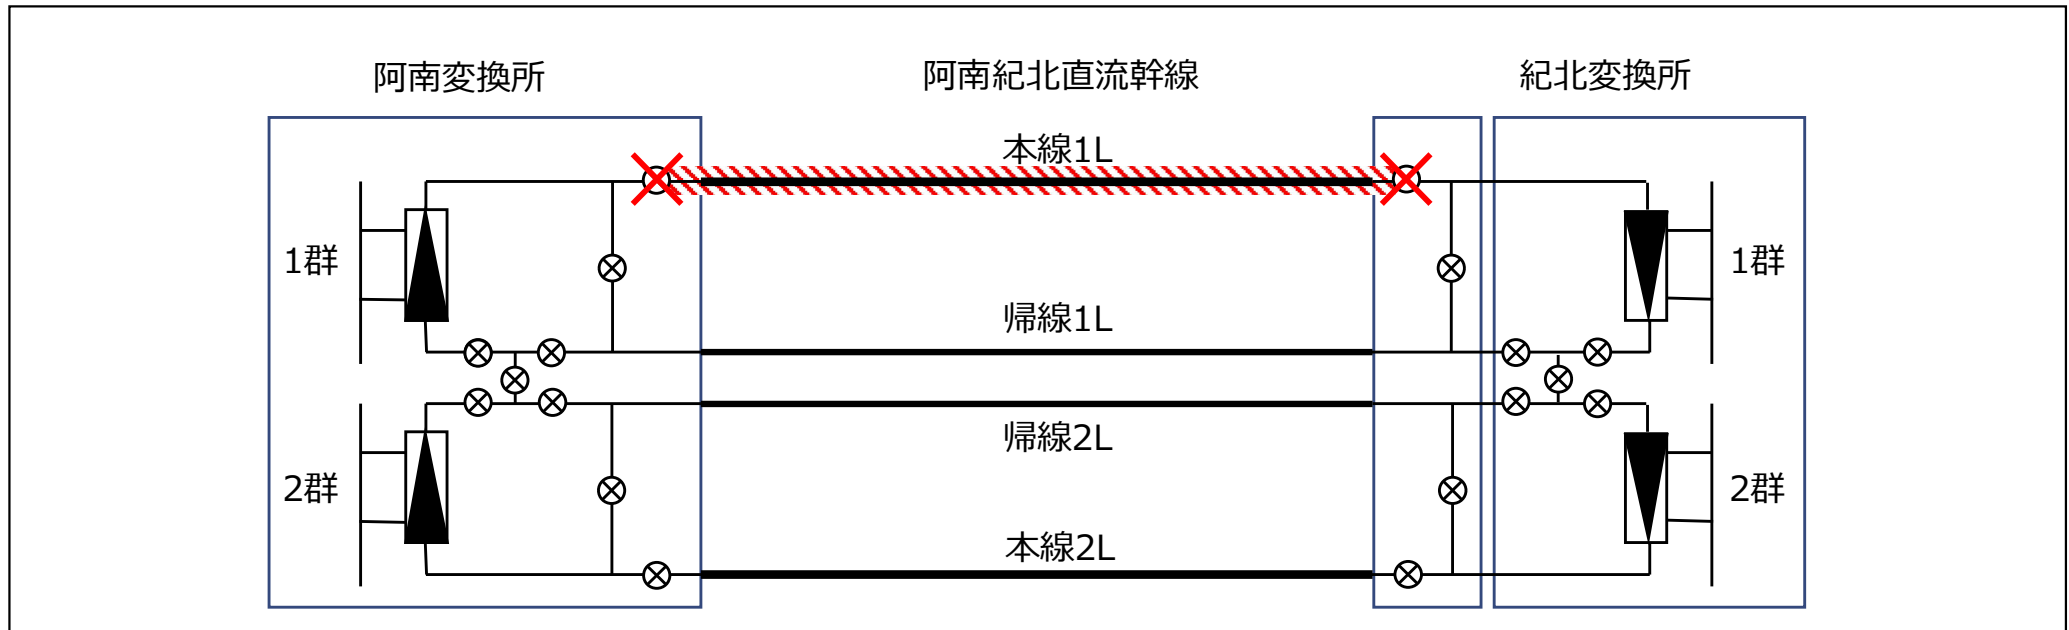 阿南変換所
阿南紀北直流幹線
紀北変換所
本線1L
1群
1群
帰線1L
帰線2L
2群
2群
本線2L